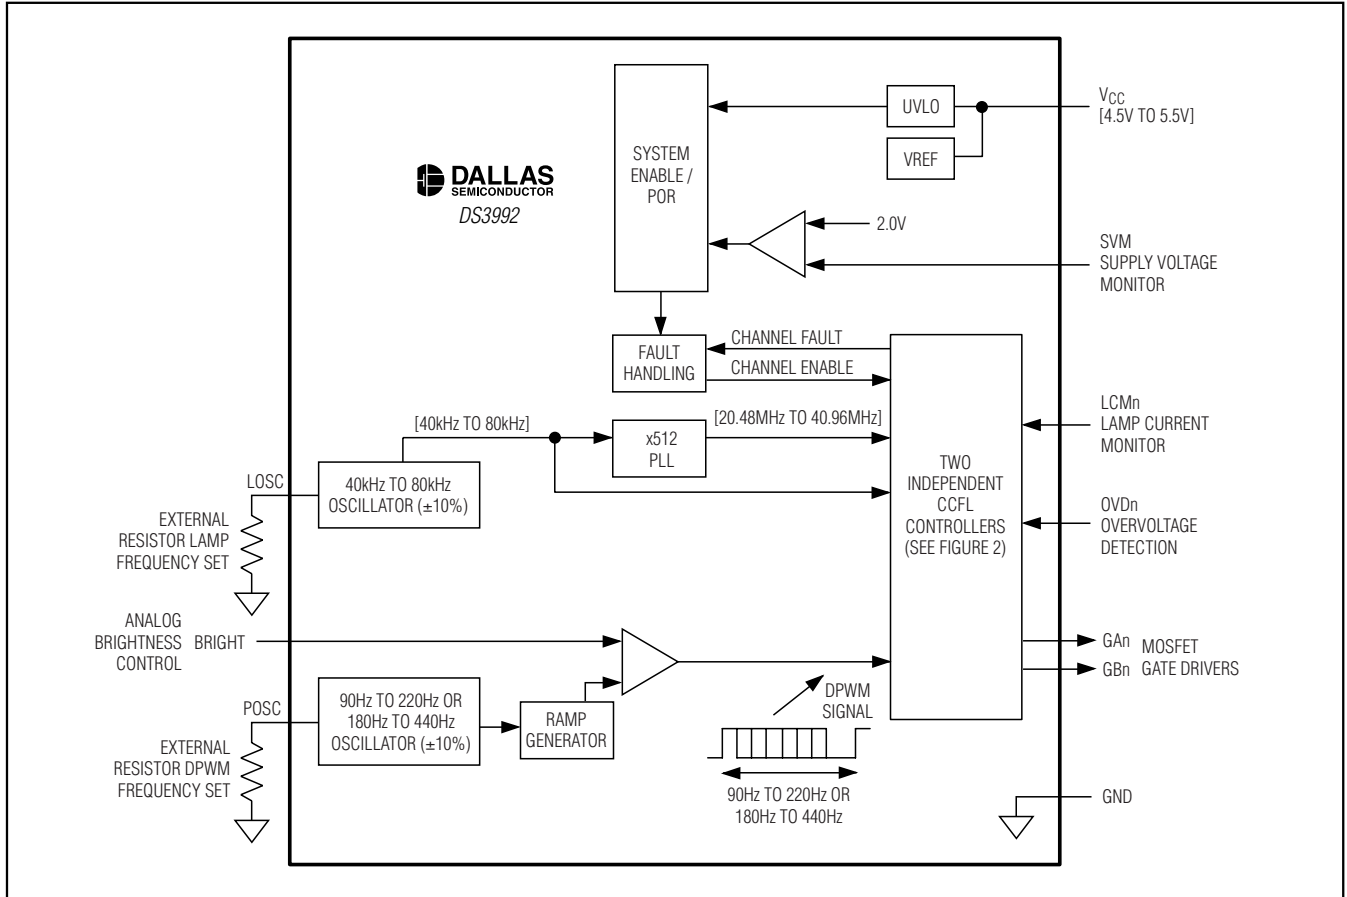 UVLO
VCC
[4.5V TO 5.5V]
VREF
SYSTEM
ENABLE /
POR
DALLAS
SEMICONDUCTOR
DS3992
2.0V
SVM
SUPPLY VOLTAGE
MONITOR
CHANNEL FAULT
FAULT
HANDLING
CHANNEL ENABLE
[40kHz TO 80kHz]
x512
PLL
[20.48MHz TO 40.96MHz]
LCMn
LAMP CURRENT
MONITOR
LOSC
40kHz TO 80kHz
OSCILLATOR (±10%)
TWO
INDEPENDENT
CCFL
CONTROLLERS
(SEE FIGURE 2)
OVDn
OVERVOLTAGE
DETECTION
EXTERNAL
RESISTOR LAMP
FREQUENCY SET
ANALOG
BRIGHTNESS
CONTROL
BRIGHT
GAn
GBn
MOSFET
GATE DRIVERS
POSC
90Hz TO 220Hz OR
180Hz TO 440Hz
OSCILLATOR (±10%)
RAMP
GENERATOR
DPWM
SIGNAL
EXTERNAL
RESISTOR DPWM
FREQUENCY SET
90Hz TO 220Hz OR
180Hz TO 440Hz
GND